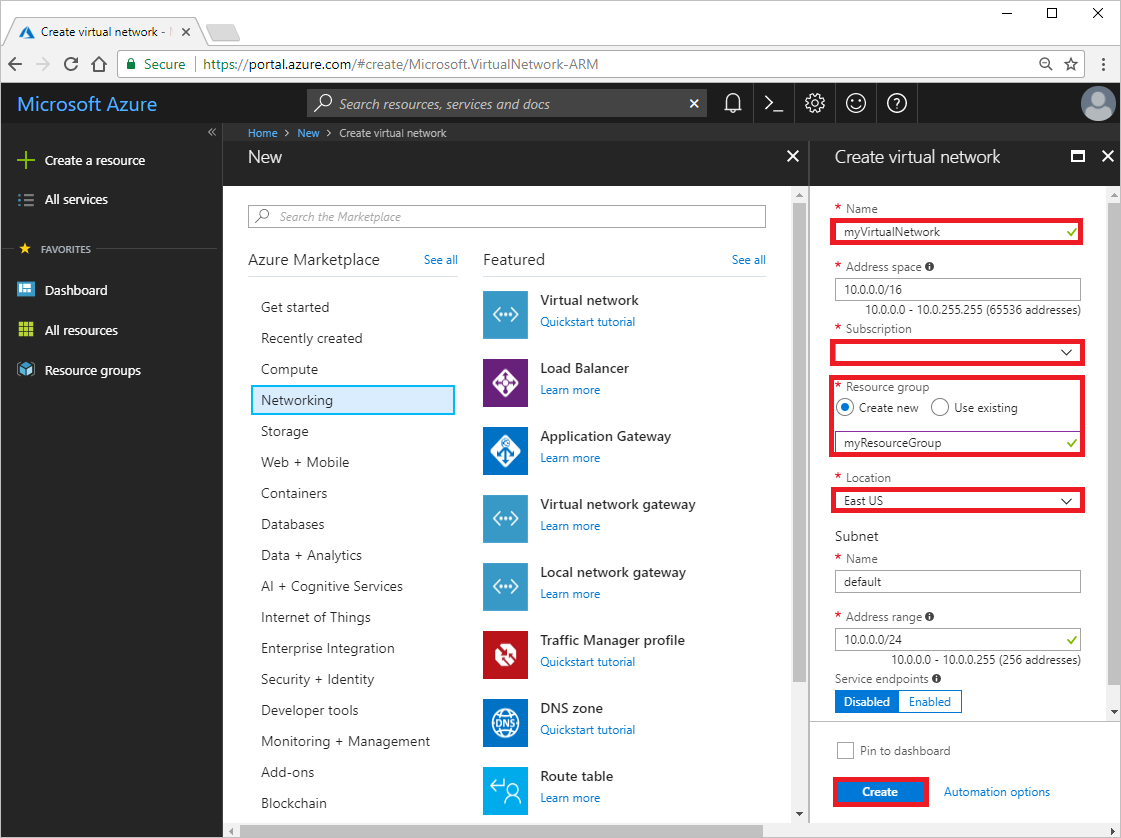 Create virtual network -
Secure
https://portal.azure.com/#create/Microsoft.VirtualNetwork-ARM
Microsoft Azure
Search resources, services and docs
Create a resource
All services
FAVORITES
Dashboard
All resources
Resource groups
Home > New > Create virtual network
New
Search the Marketplace
Azure Marketplace See all
Get started
Recently created
Compute
Networking
Storage
Web + Mobile
Containers
Databases
Data + Analytics
AI + Cognitive Services
Internet of Things
Enterprise Integration
Security + Identity
Developer tools
Monitoring + Management
Add-ons
Blockchain
Featured See all
Virtual network
Quickstart tutorial
Load Balancer
Learn more
Application Gateway
Learn more
Virtual network gateway
Learn more
Local network gateway
Learn more
Traffic Manager profile
Quickstart tutorial
DNS
DNS zone
Quickstart tutorial
Route table
Learn more
Create virtual network
* Name
myVirtualNetwork
* Address space
10.0.0.0/16
10.0.0.0 - 10.0.255.255 (65536 addresses)
* Subscription
* Resource group
Create new Use existing
myResourceGroup
* Location
East US
Subnet
* Name
default
* Address range
10.0.0.0/24
10.0.0.0 - 10.0.0.255 (256 addresses)
Service endpoints
Disabled Enabled
Pin to dashboard
Create Automation options